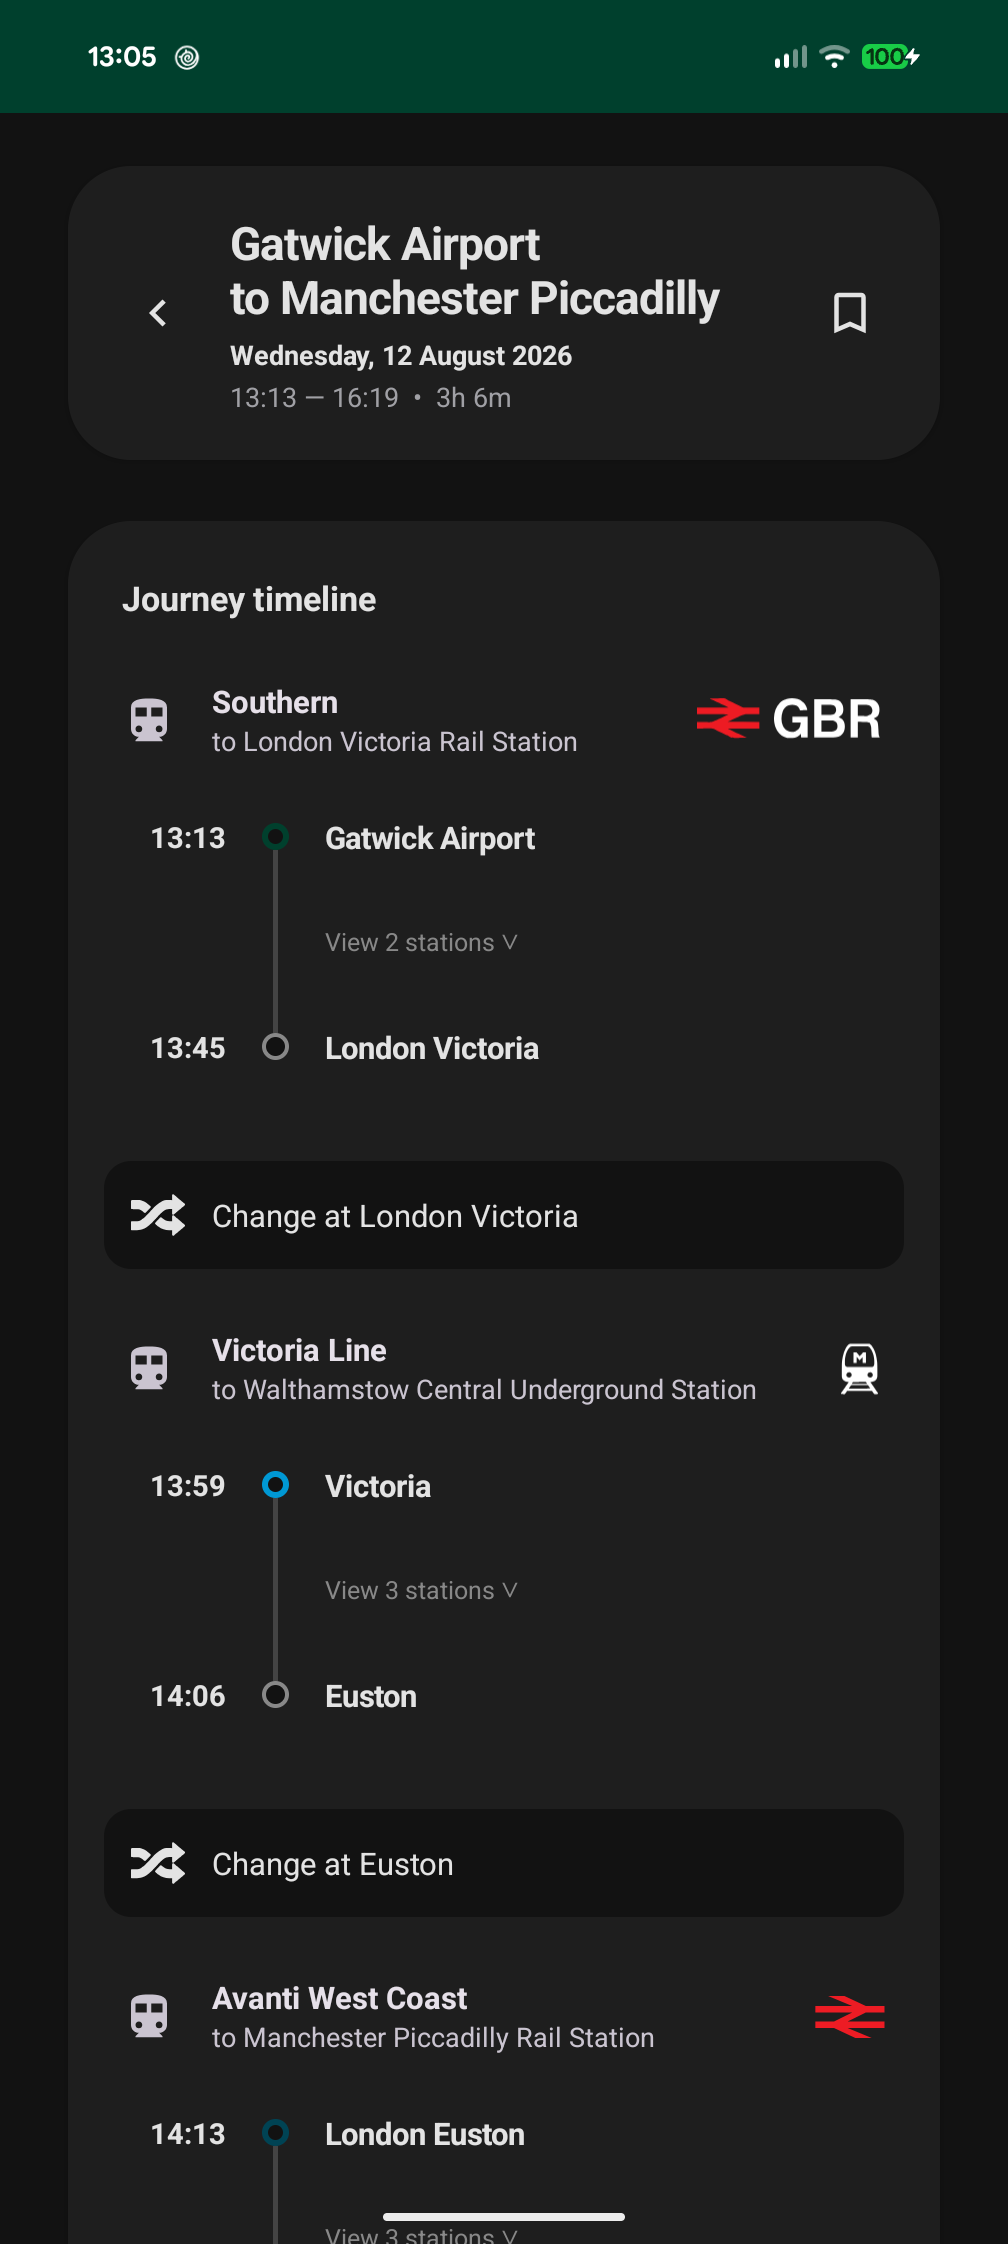 13:05
100
Gatwick Airport
to Manchester Piccadilly
Wednesday, 12 August 2026
13:13 — 16:19 • 3h 6m
Journey timeline
Southern
to London Victoria Rail Station
GBR
13:13 Gatwick Airport
View 2 stations
13:45 London Victoria
Change at London Victoria
Victoria Line
to Walthamstow Central Underground Station
M
13:59 Victoria
View 3 stations
14:06 Euston
Change at Euston
Avanti West Coast
to Manchester Piccadilly Rail Station
14:13 London Euston
View 3 stations